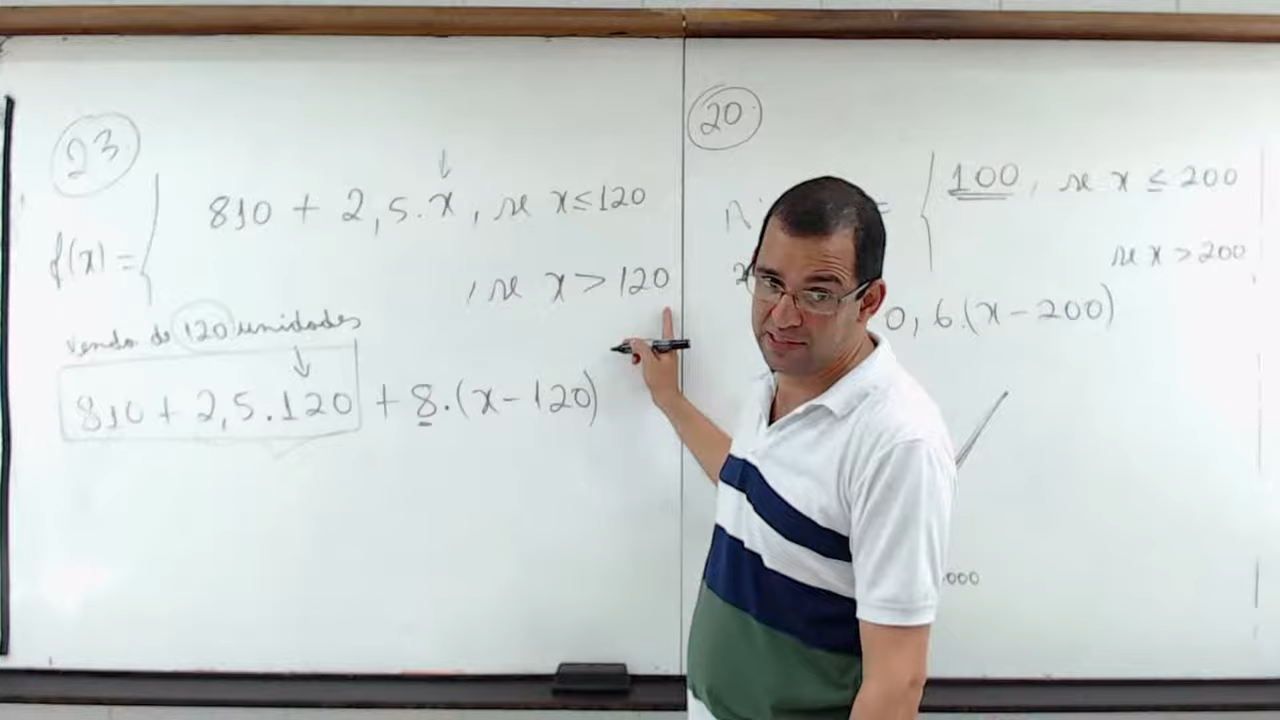 23
810 + 2,5.x, se x ≤ 120
f(x) =
, se x > 120
venda de 120 unidades
810 + 2,5.120 + 8.(x - 120)
20
= 100, se x ≤ 200
se x > 200
0,6.(x - 200)
000